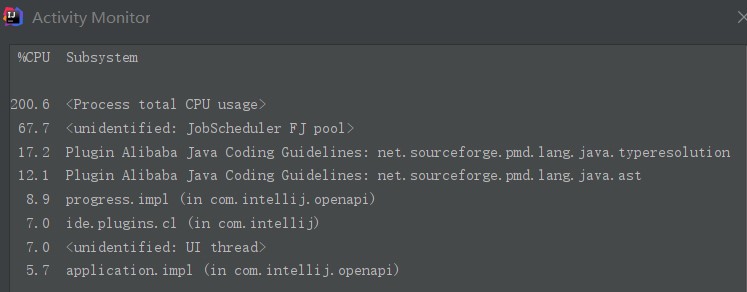 Activity Monitor
%CPU Subsystem
200.6 <Process total CPU usage>
67.7 <unidentified: JobScheduler FJ pool>
17.2 Plugin Alibaba Java Coding Guidelines: net.sourceforge.pmd.lang.java.typeresolution
12.1 Plugin Alibaba Java Coding Guidelines: net.sourceforge.pmd.lang.java.ast
8.9 progress.impl (in com.intellij.openapi)
7.0 ide.plugins.cl (in com.intellij)
7.0 <unidentified: UI thread>
5.7 application.impl (in com.intellij.openapi)